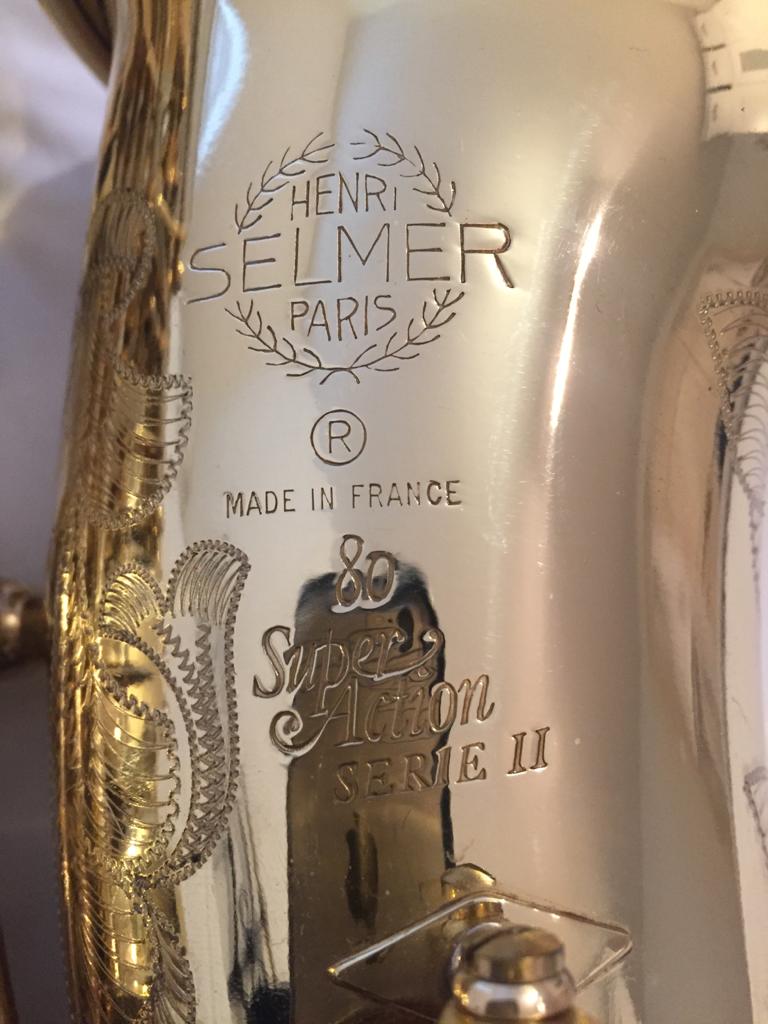 HENRI
SELMER
PARIS
®
MADE IN FRANCE
80
Super
Action
SERIE II